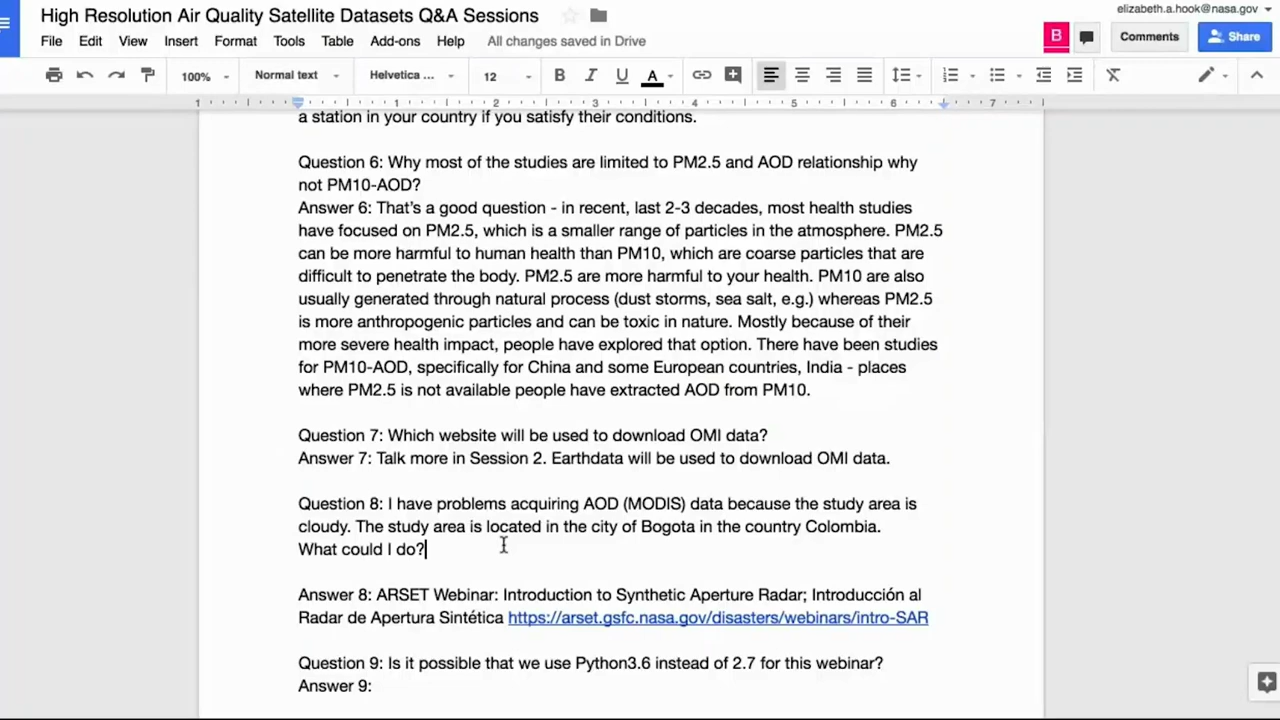 High Resolution Air Quality Satellite Datasets Q&A Sessions
elizabeth.a.hook@nasa.gov
File Edit View Insert Format Tools Table Add-ons Help All changes saved in Drive
B Comments Share
100% Normal text Helvetica ... 12 B I U A
1 1 2 3 4 5 6 7
a station in your country if you satisfy their conditions.
Question 6: Why most of the studies are limited to PM2.5 and AOD relationship why
not PM10-AOD?
Answer 6: That's a good question - in recent, last 2-3 decades, most health studies
have focused on PM2.5, which is a smaller range of particles in the atmosphere. PM2.5
can be more harmful to human health than PM10, which are coarse particles that are
difficult to penetrate the body. PM2.5 are more harmful to your health. PM10 are also
usually generated through natural process (dust storms, sea salt, e.g.) whereas PM2.5
is more anthropogenic particles and can be toxic in nature. Mostly because of their
more severe health impact, people have explored that option. There have been studies
for PM10-AOD, specifically for China and some European countries, India - places
where PM2.5 is not available people have extracted AOD from PM10.
Question 7: Which website will be used to download OMI data?
Answer 7: Talk more in Session 2. Earthdata will be used to download OMI data.
Question 8: I have problems acquiring AOD (MODIS) data because the study area is
cloudy. The study area is located in the city of Bogota in the country Colombia.
What could I do?
Answer 8: ARSET Webinar: Introduction to Synthetic Aperture Radar; Introducción al
Radar de Apertura Sintética https://arset.gsfc.nasa.gov/disasters/webinars/intro-SAR
Question 9: Is it possible that we use Python3.6 instead of 2.7 for this webinar?
Answer 9: